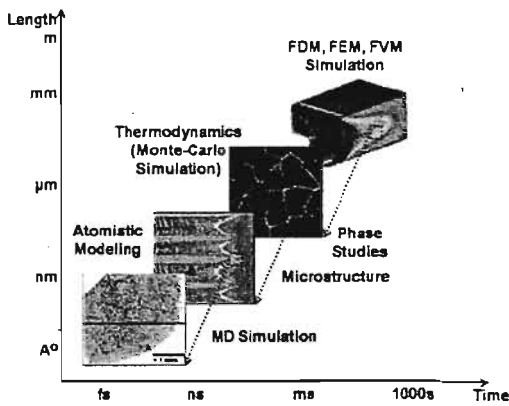 Length
m
FDM, FEM, FVM
Simulation
mm
Thermodynamics
(Monte-Carlo
Simulation)
μm
Atomistic
Modeling
Phase
Studies
nm
Microstructure
MD Simulation
Aº
fs
ns
ms
1000s
Time